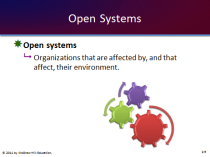 Open Systems
Open systems
Organizations that are affected by, and that
affect, their environment.